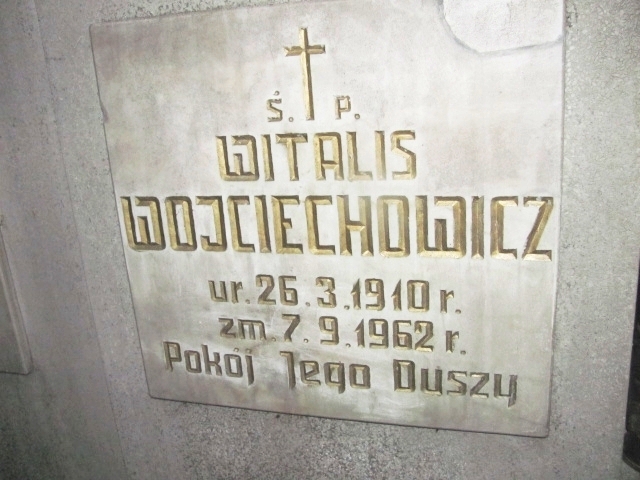 Ś. P.
WITALIS
WOJCIECHOWICZ
ur. 26.3.1910 r.
zm. 7.9.1962 r.
Pokój Jego Duszy